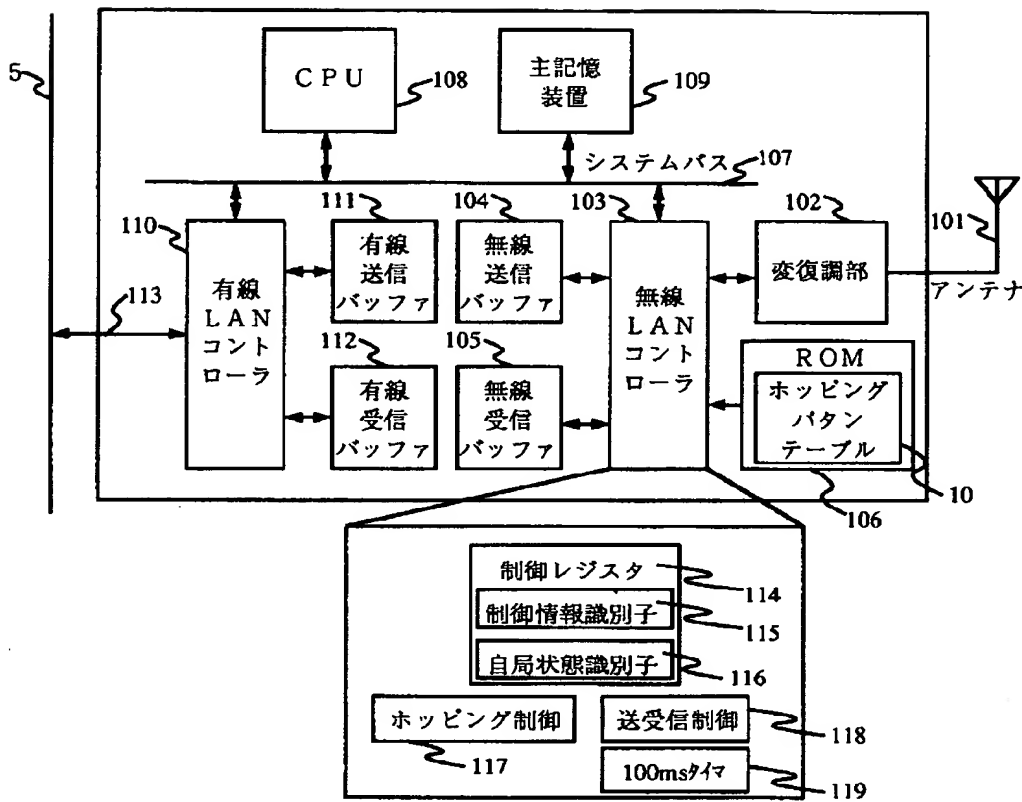 5
CPU
108
主記憶
装置
109
システムバス
107
110
111
104
103
102
101
有線
LAN
コント
ローラ
有線
送信
バッファ
無線
送信
バッファ
無線
LAN
コント
ローラ
変復調部
アンテナ
113
112
105
有線
受信
バッファ
無線
受信
バッファ
ROM
ホッピング
パタン
テーブル
10
106
制御レジスタ
114
制御情報識別子
115
自局状態識別子
116
ホッピング制御
117
送受信制御
118
100msタイマ
119